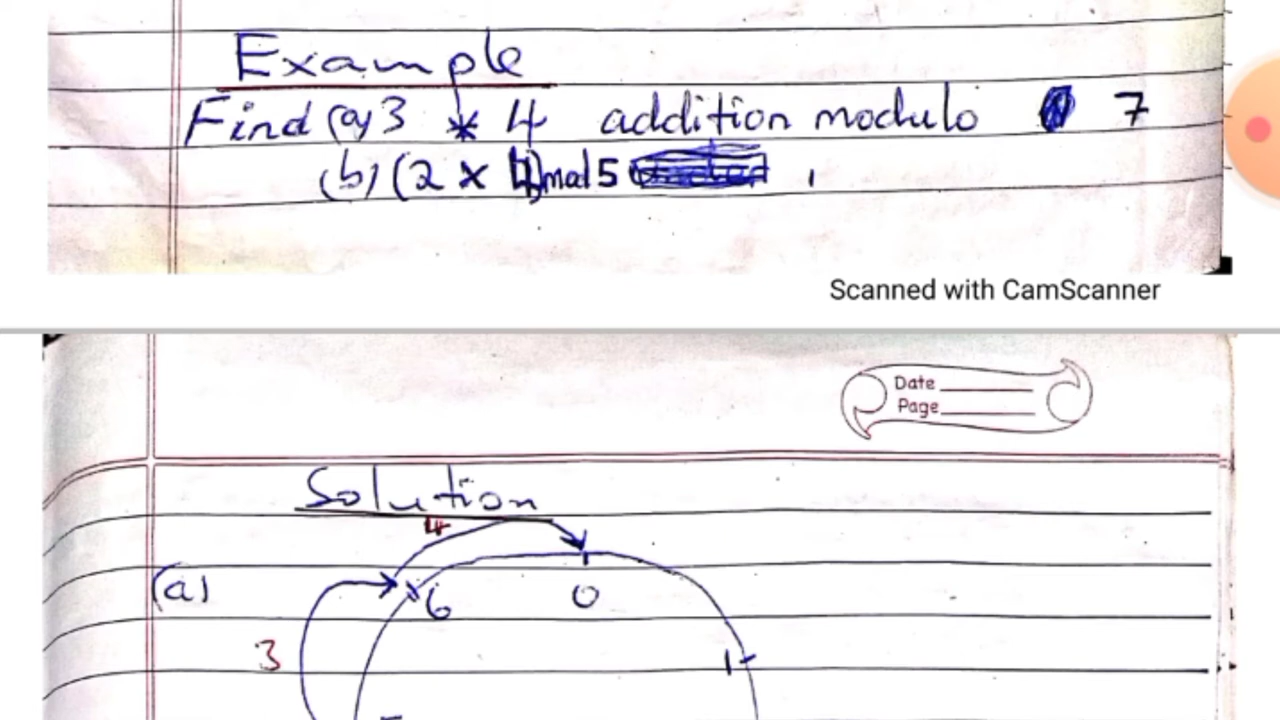 Example
Find (a) 3 * 4 addition modulo 7
(b) (2 x 4) mod 5
Scanned with CamScanner
Date
Page
Solution
4
(a)
6 0
3 1